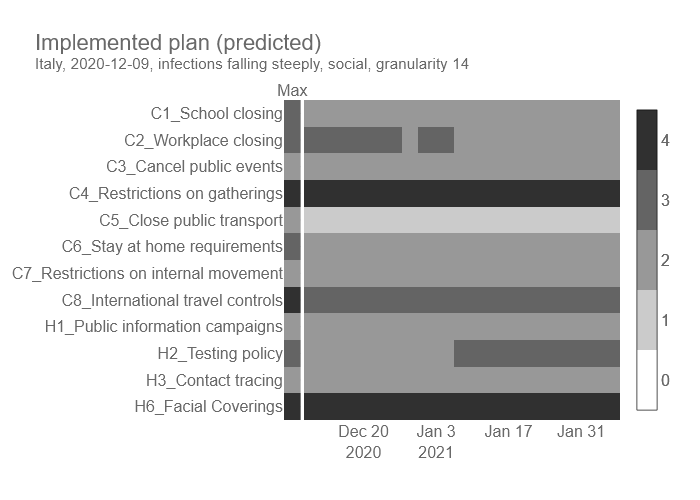 Implemented plan (predicted)
Italy, 2020-12-09, infections falling steeply, social, granularity 14
Max
C1_School closing
C2_Workplace closing
C3_Cancel public events
C4_Restrictions on gatherings
C5_Close public transport
C6_Stay at home requirements
C7_Restrictions on internal movement
C8_International travel controls
H1_Public information campaigns
H2_Testing policy
H3_Contact tracing
H6_Facial Coverings
Dec 20 Jan 3 Jan 17 Jan 31
2020 2021
4
3
2
1
0